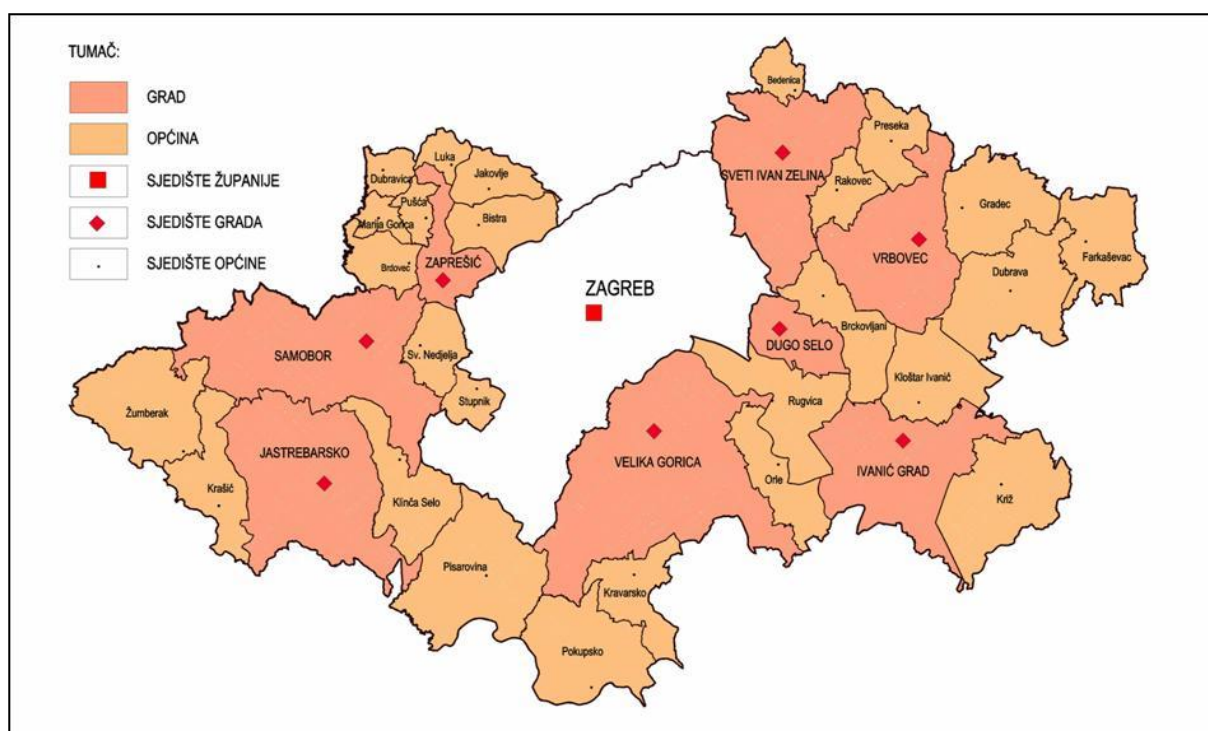 TUMAČ:
GRAD
OPĆINA
SJEDIŠTE ŽUPANIJE
SJEDIŠTE GRADA
SJEDIŠTE OPĆINE
Bedenica
Preseka
SVETI IVAN ZELINA
Rakovec
Gradec
Farkaševac
VRBOVEC
Dubrava
Luka
Dubravica
Jakovlje
Pušća
Marija Gorica
Bistra
Brdovec
ZAPREŠIĆ
ZAGREB
Brckovljani
DUGO SELO
SAMOBOR
Sv. Nedjelja
Stupnik
Kloštar Ivanić
Rugvica
Žumberak
JASTREBARSKO
VELIKA GORICA
IVANIĆ GRAD
Orle
Križ
Krašić
Klinča Selo
Pisarovina
Kravarsko
Pokupsko